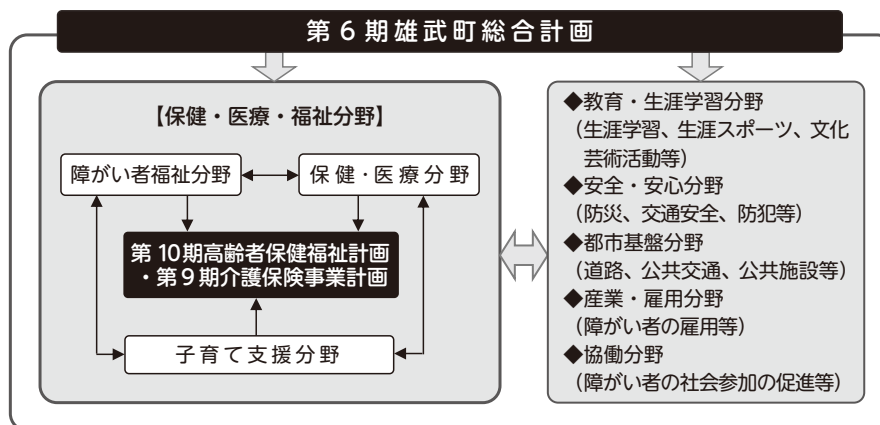 第6期雄武町総合計画
【保健・医療・福祉分野】
障がい者福祉分野
保健・医療分野
第10期高齢者保健福祉計画
・第9期介護保険事業計画
子育て支援分野
◆教育・生涯学習分野
（生涯学習、生涯スポーツ、文化
芸術活動等）
◆安全・安心分野
（防災、交通安全、防犯等）
◆都市基盤分野
（道路、公共交通、公共施設等）
◆産業・雇用分野
（障がい者の雇用等）
◆協働分野
（障がい者の社会参加の促進等）